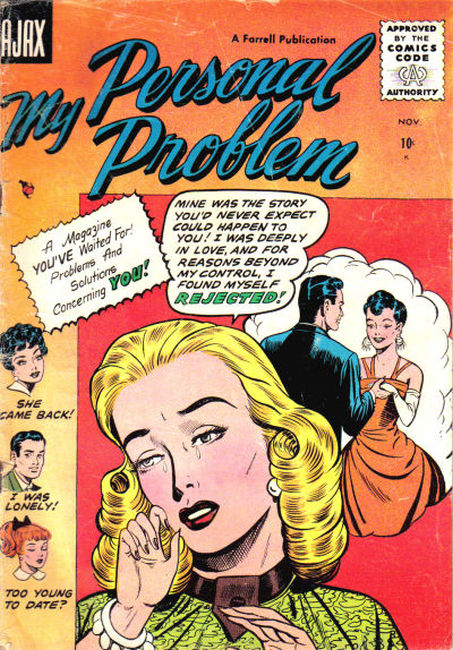 AJAX
A Farrell Publication
APPROVED
BY THE
COMICS
CODE
CA
AUTHORITY
My Personal
Problem
NOV.
10¢
K
A Magazine
YOU'VE Waited For!
Problems And
Solutions
Concerning YOU!
MINE WAS THE STORY
YOU'D NEVER EXPECT
COULD HAPPEN TO
YOU! I WAS DEEPLY
IN LOVE, AND FOR
REASONS BEYOND
MY CONTROL, I
FOUND MYSELF
REJECTED!
SHE
CAME BACK!
I WAS
LONELY!
TOO YOUNG
TO DATE?